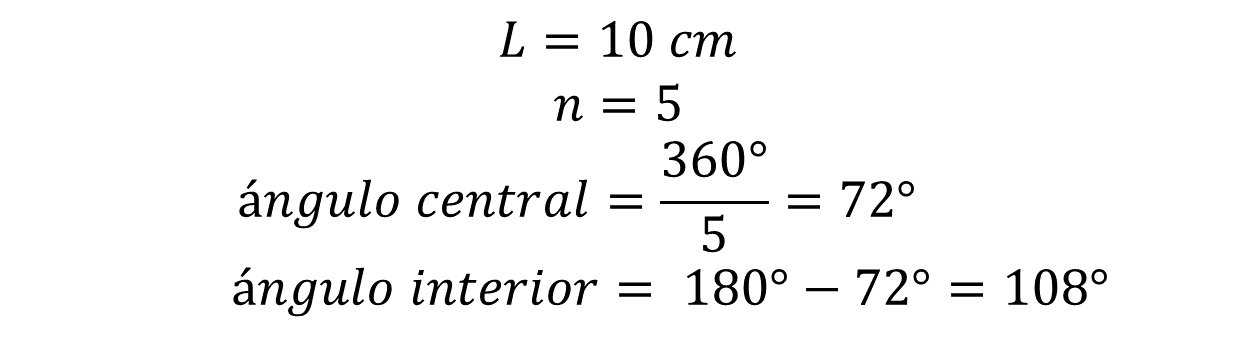 L = 10 cm
n = 5
ángulo central = 360° / 5 = 72°
ángulo interior = 180° − 72° = 108°